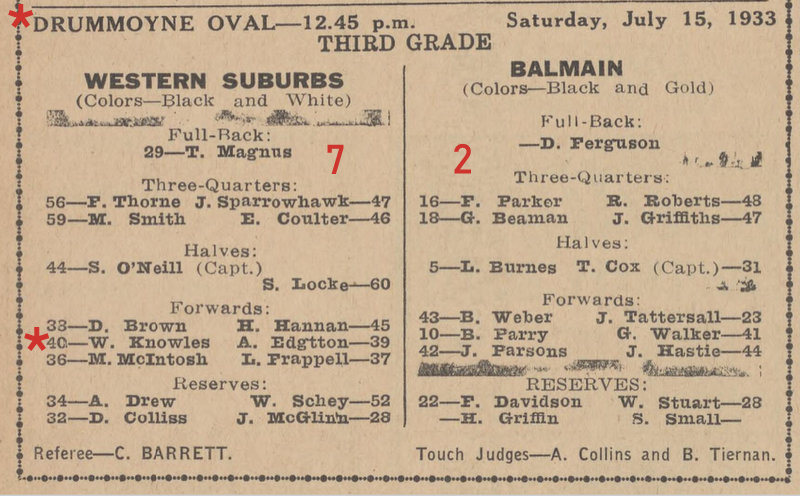 *DRUMMOYNE OVAL—12.45 p.m. Saturday, July 15, 1933
THIRD GRADE
WESTERN SUBURBS
(Colors—Black and White)
Full-Back:
29—T. Magnus
7
Three-Quarters:
56—F. Thorne J. Sparrowhawk—47
59—M. Smith E. Coulter—46
Halves:
44—S. O'Neill (Capt.)
S. Locke—60
Forwards:
33—D. Brown H. Hannan—45
*40—W. Knowles A. Edgtton—39
36—M. McIntosh L. Frappell—37
Reserves:
34—A. Drew W. Schey—52
32—D. Colliss J. McGlinn—28
BALMAIN
(Colors—Black and Gold)
Full-Back:
—D. Ferguson
2
Three-Quarters:
16—F. Parker R. Roberts—48
18—G. Beaman J. Griffiths—47
Halves:
5—L. Burnes T. Cox (Capt.)—31
Forwards:
43—B. Weber J. Tattersall—23
10—B. Parry G. Walker—41
42—J. Parsons J. Hastie—44
RESERVES:
22—F. Davidson W. Stuart—28
—H. Griffin S. Small—
Referee—C. BARRETT. Touch Judges—A. Collins and B. Tiernan.